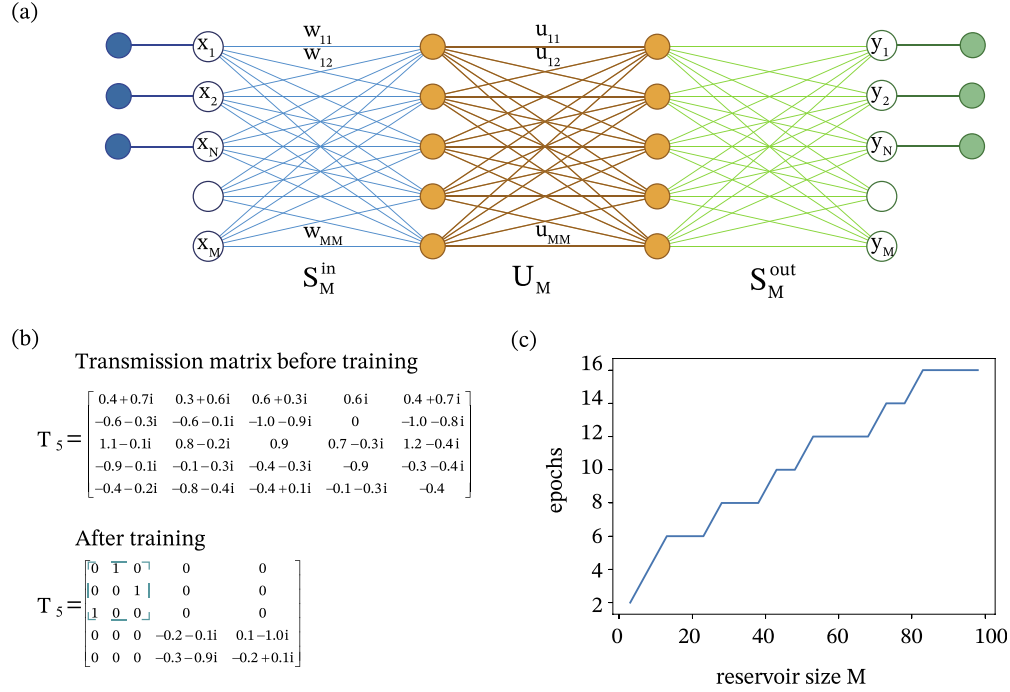 (a)
x1 w11 u11 y1
w12 u12
x2 y2
xN yN
xM wMM uMM yM
S_M^in U_M S_M^out
(b)
Transmission matrix before training
T 5 =
0.4+0.7i 0.3+0.6i 0.6+0.3i 0.6i 0.4+0.7i
−0.6−0.3i −0.6−0.1i −1.0−0.9i 0 −1.0−0.8i
1.1−0.1i 0.8−0.2i 0.9 0.7−0.3i 1.2−0.4i
−0.9−0.1i −0.1−0.3i −0.4−0.3i −0.9 −0.3−0.4i
−0.4−0.2i −0.8−0.4i −0.4+0.1i −0.1−0.3i −0.4
After training
T 5 =
0 1 0 0 0
0 0 1 0 0
1 0 0 0 0
0 0 0 −0.2−0.1i 0.1−1.0i
0 0 0 −0.3−0.9i −0.2+0.1i
(c)
16
14
12
10
8
6
4
2
epochs
0 20 40 60 80 100
reservoir size M